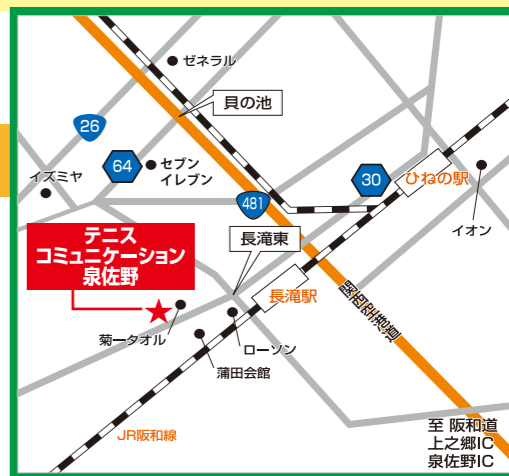 ゼネラル
貝の池
26
64
セブン
イレブン
イズミヤ
30
ひねの駅
イオン
481
長滝東
テニス
コミュニケーション
泉佐野
長滝駅
関西空港道
菊一タオル
ローソン
蒲田会館
JR阪和線
至 阪和道
上之郷IC
泉佐野IC